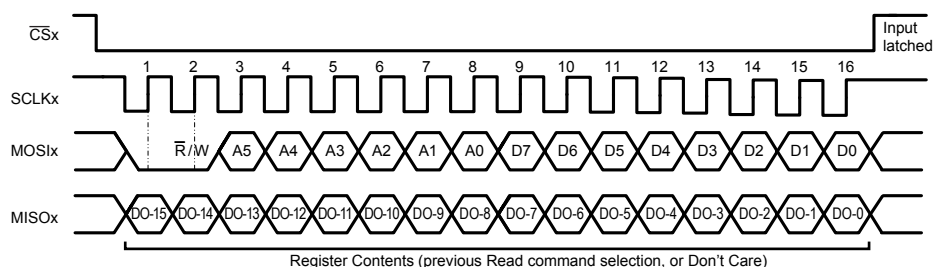 CSx
Input
latched
1 2 3 4 5 6 7 8 9 10 11 12 13 14 15 16
SCLKx
MOSIx R/W A5 A4 A3 A2 A1 A0 D7 D6 D5 D4 D3 D2 D1 D0
MISOx DO-15 DO-14 DO-13 DO-12 DO-11 DO-10 DO-9 DO-8 DO-7 DO-6 DO-5 DO-4 DO-3 DO-2 DO-1 DO-0
Register Contents (previous Read command selection, or Don't Care)